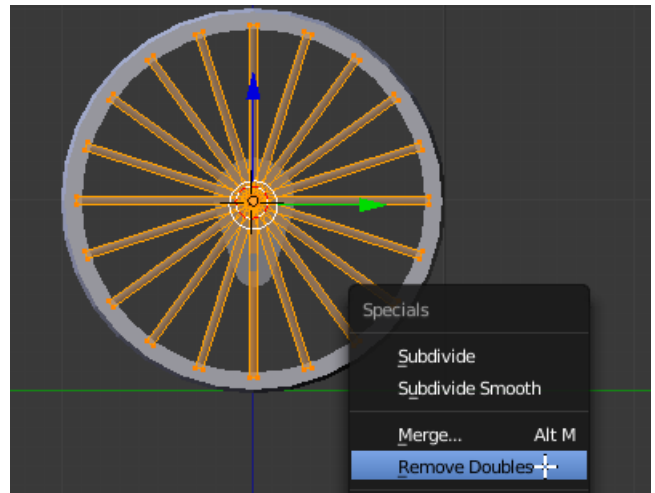 Specials
Subdivide
Subdivide Smooth
Merge... Alt M
Remove Doubles